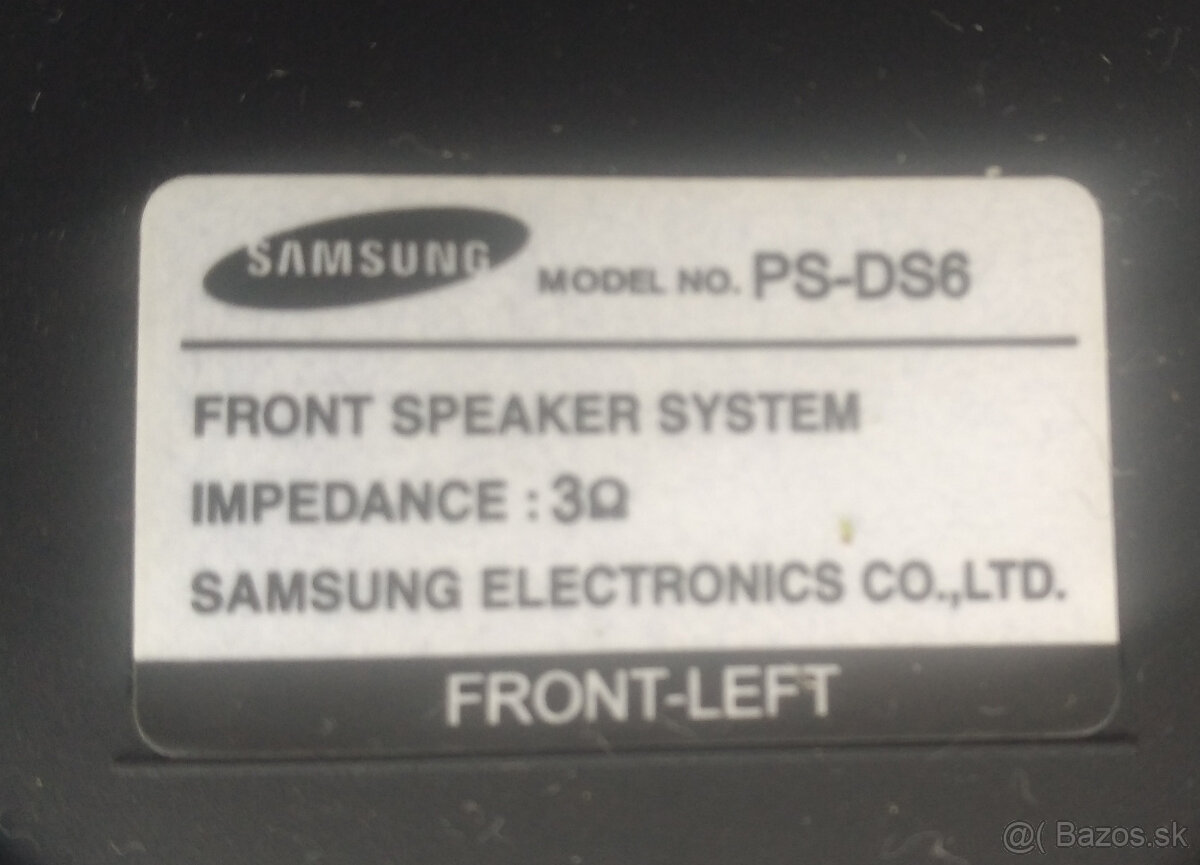 SAMSUNG MODEL NO. PS-DS6
FRONT SPEAKER SYSTEM
IMPEDANCE : 3Ω
SAMSUNG ELECTRONICS CO.,LTD.
FRONT-LEFT
@( Bazos.sk